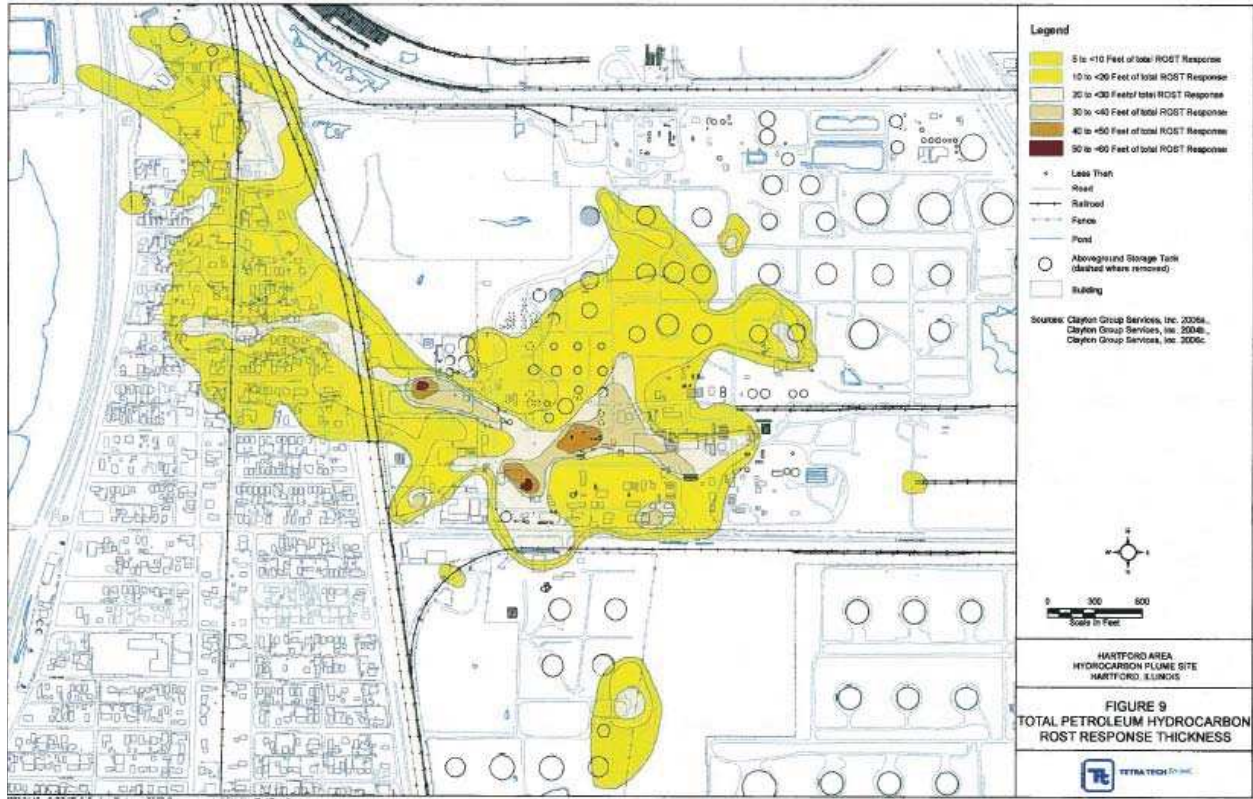 Legend
5 to <10 Feet of total ROST Response
10 to <20 Feet of total ROST Response
20 to <30 Feetof total ROST Response
30 to <40 Feet of total ROST Response
40 to <50 Feet of total ROST Response
50 to <60 Feet of total ROST Response
< Less Than
Road
Railroad
Fence
Pond
Aboveground Storage Tank
(dashed where removed)
Building
Sources: Clayton Group Services, Inc. 2006a.,
Clayton Group Services, Inc. 2004b.,
Clayton Group Services, Inc. 2006c.
N
W
E
S
0 300 600
Scale in Feet
HARTFORD AREA
HYDROCARBON PLUME SITE
HARTFORD, ILLINOIS
FIGURE 9
TOTAL PETROLEUM HYDROCARBON
ROST RESPONSE THICKNESS
Tt TETRA TECH